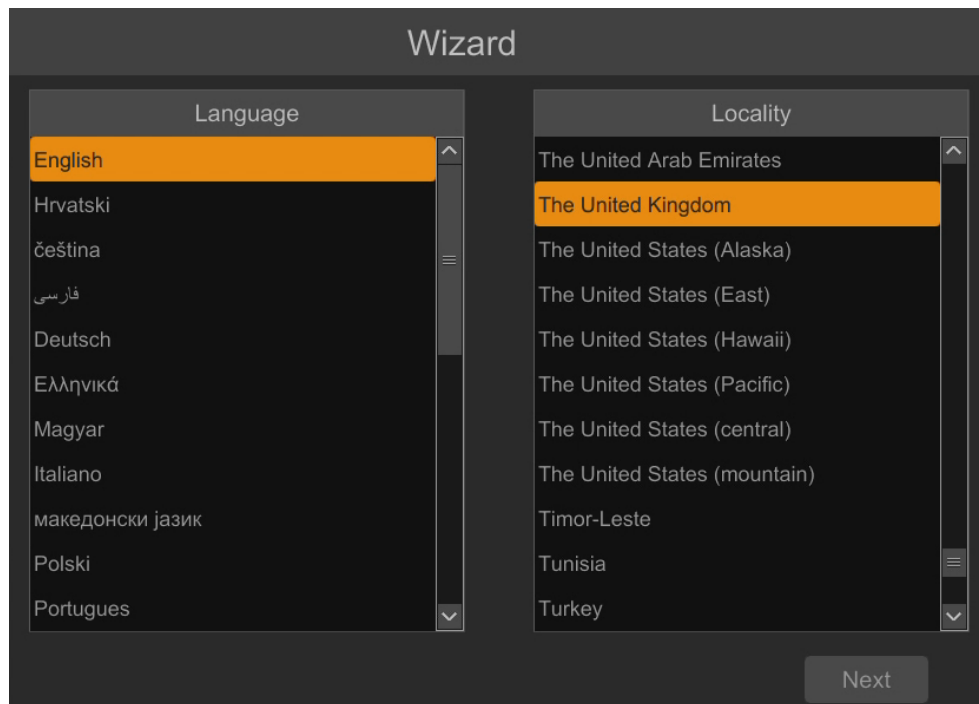 Wizard
Language
English
Hrvatski
čeština
فارسی
Deutsch
Ελληνικά
Magyar
Italiano
македонски јазик
Polski
Portugues
Locality
The United Arab Emirates
The United Kingdom
The United States (Alaska)
The United States (East)
The United States (Hawaii)
The United States (Pacific)
The United States (central)
The United States (mountain)
Timor-Leste
Tunisia
Turkey
Next